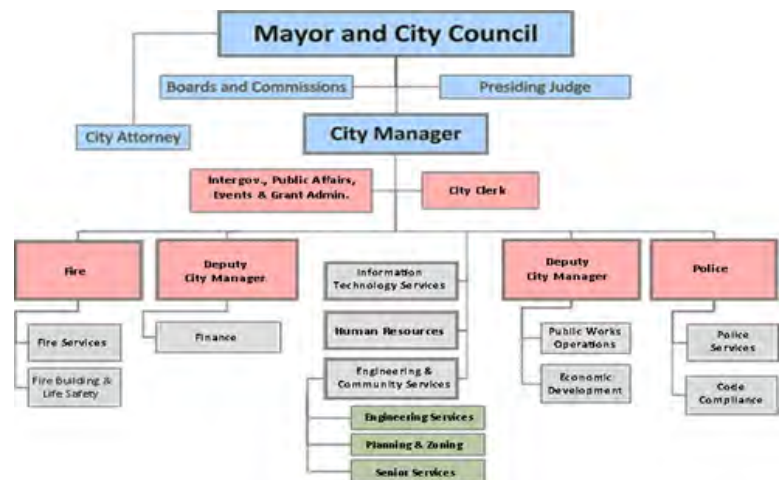 Mayor and City Council
Boards and Commissions
Presiding Judge
City Attorney
City Manager
Intergov., Public Affairs,
Events & Grant Admin.
City Clerk
Fire
Deputy
City Manager
Information
Technology Services
Deputy
City Manager
Police
Fire Services
Finance
Human Resources
Public Works
Operations
Police
Services
Fire Building &
Life Safety
Engineering &
Community Services
Economic
Development
Code
Compliance
Engineering Services
Planning & Zoning
Senior Services